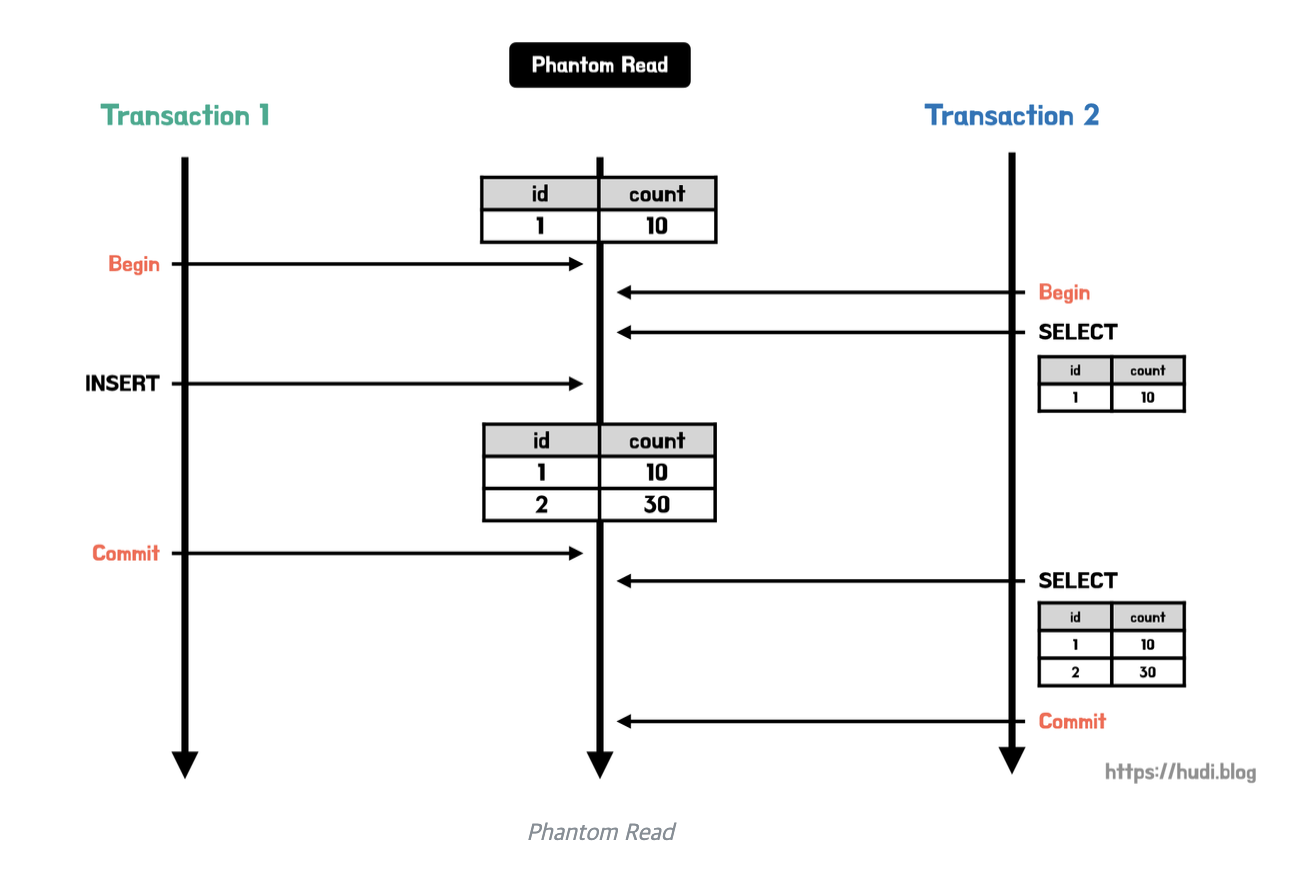 Phantom Read
Transaction 1
Transaction 2
id count
1 10
Begin
Begin
SELECT
id count
1 10
INSERT
id count
1 10
2 30
Commit
SELECT
id count
1 10
2 30
Commit
https://hudi.blog
Phantom Read